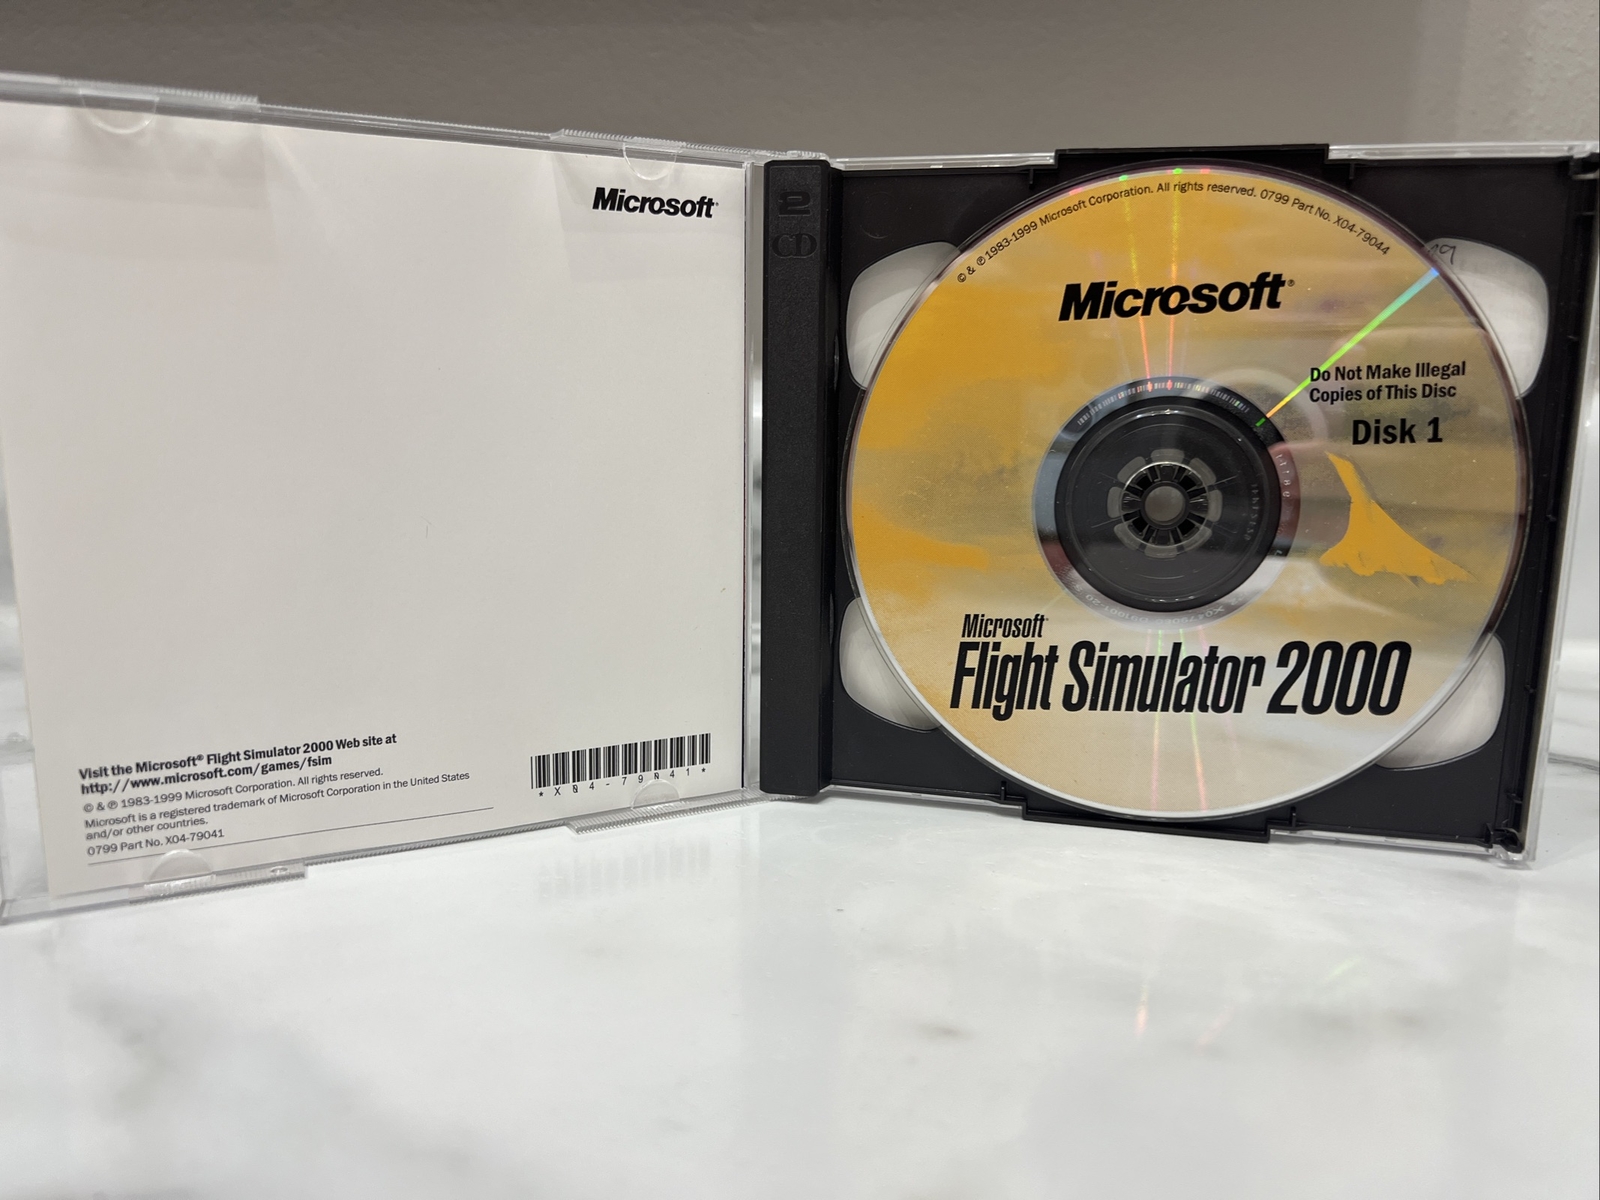 Microsoft®
Visit the Microsoft® Flight Simulator 2000 Web site at
http://www.microsoft.com/games/fsim
© & ℗ 1983-1999 Microsoft Corporation. All rights reserved.
Microsoft is a registered trademark of Microsoft Corporation in the United States
and/or other countries.
0799 Part No. X04-79041
*X04-79041*
2
CD
© & ℗ 1983-1999 Microsoft Corporation. All rights reserved. 0799 Part No. X04-79044
Microsoft®
Do Not Make Illegal
Copies of This Disc
Disk 1
Microsoft®
Flight Simulator 2000